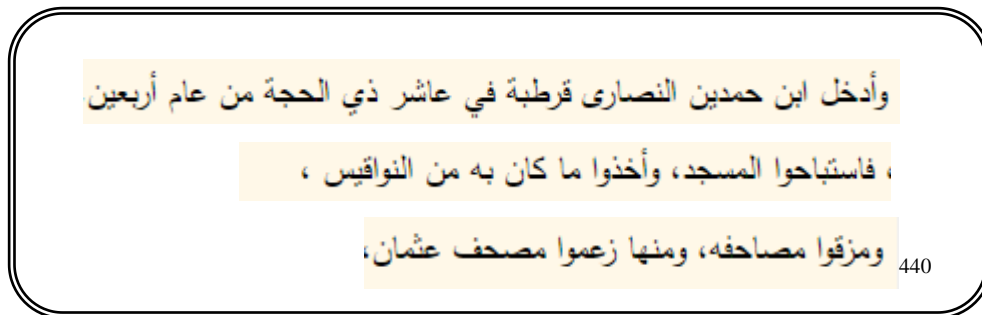 وأدخل ابن حمدين النصارى قرطبة في عاشر ذي الحجة من عام أربعين
، فاستباحوا المسجد، وأخذوا ما كان به من النواقيس ،
ومزقوا مصاحفه، ومنها زعموا مصحف عثمان،
440